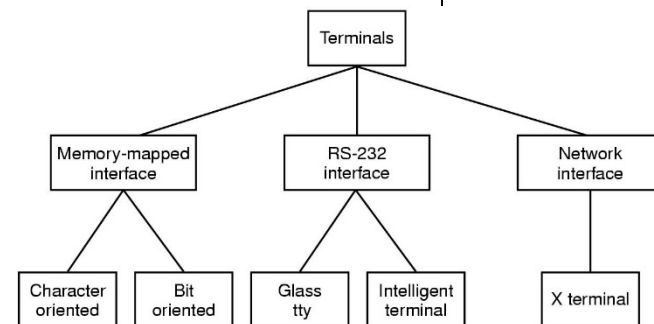 Terminals
Memory-mapped
interface
RS-232
interface
Network
interface
Character
oriented
Bit
oriented
Glass
tty
Intelligent
terminal
X terminal